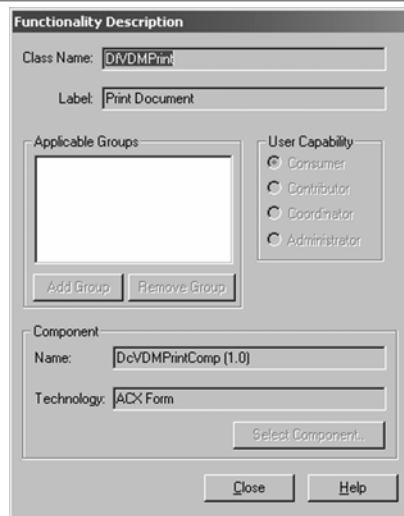 Functionality Description
Class Name: DfVDMPrint
Label: Print Document
Applicable Groups
User Capability
Consumer
Contributor
Coordinator
Administrator
Add Group Remove Group
Component
Name: DcVDMPrintComp (1.0)
Technology: ACX Form
Select Component..
Close Help